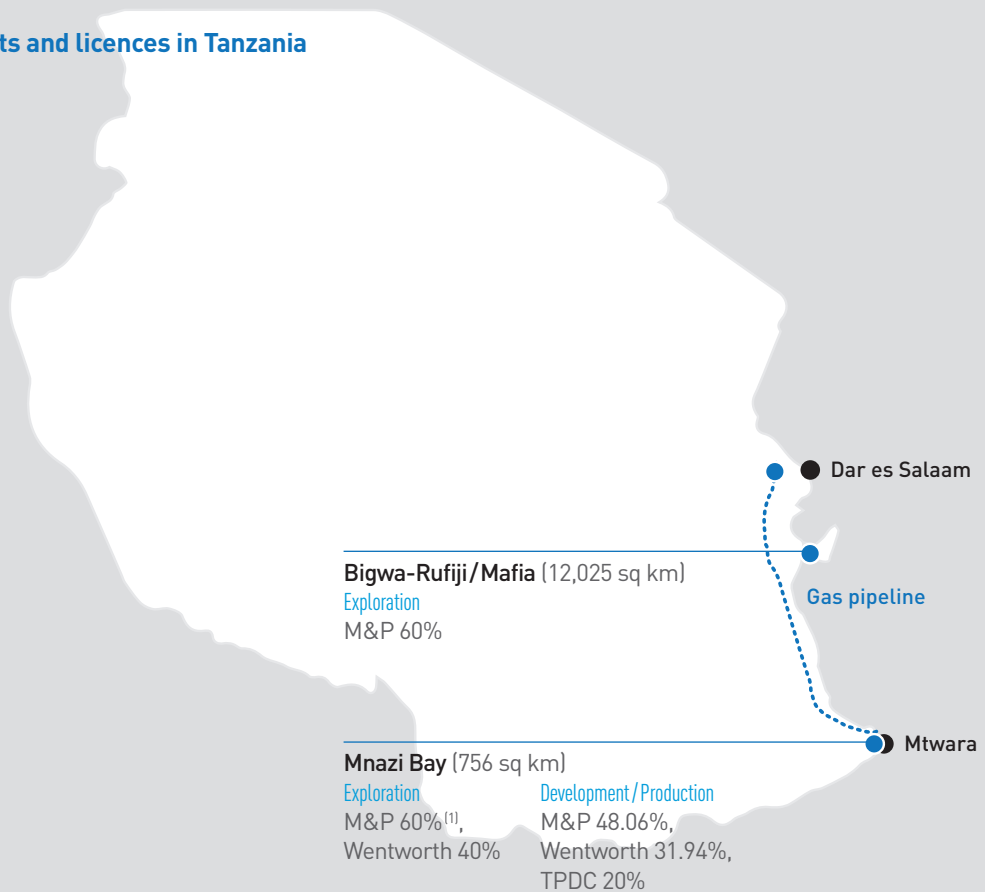 ts and licences in Tanzania
Dar es Salaam
Bigwa-Rufiji/Mafia (12,025 sq km)
Exploration
M&P 60%
Gas pipeline
Mtwara
Mnazi Bay (756 sq km)
Exploration
M&P 60%(1),
Wentworth 40%
Development/Production
M&P 48.06%,
Wentworth 31.94%,
TPDC 20%